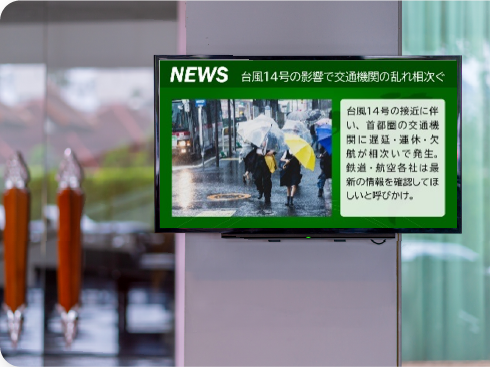 NEWS 台風14号の影響で交通機関の乱れ相次ぐ
台風14号の接近に伴
い、首都圏の交通機
関に遅延・運休・欠
航が相次いで発生。
鉄道・航空各社は最
新の情報を確認してほ
しいと呼びかけ。